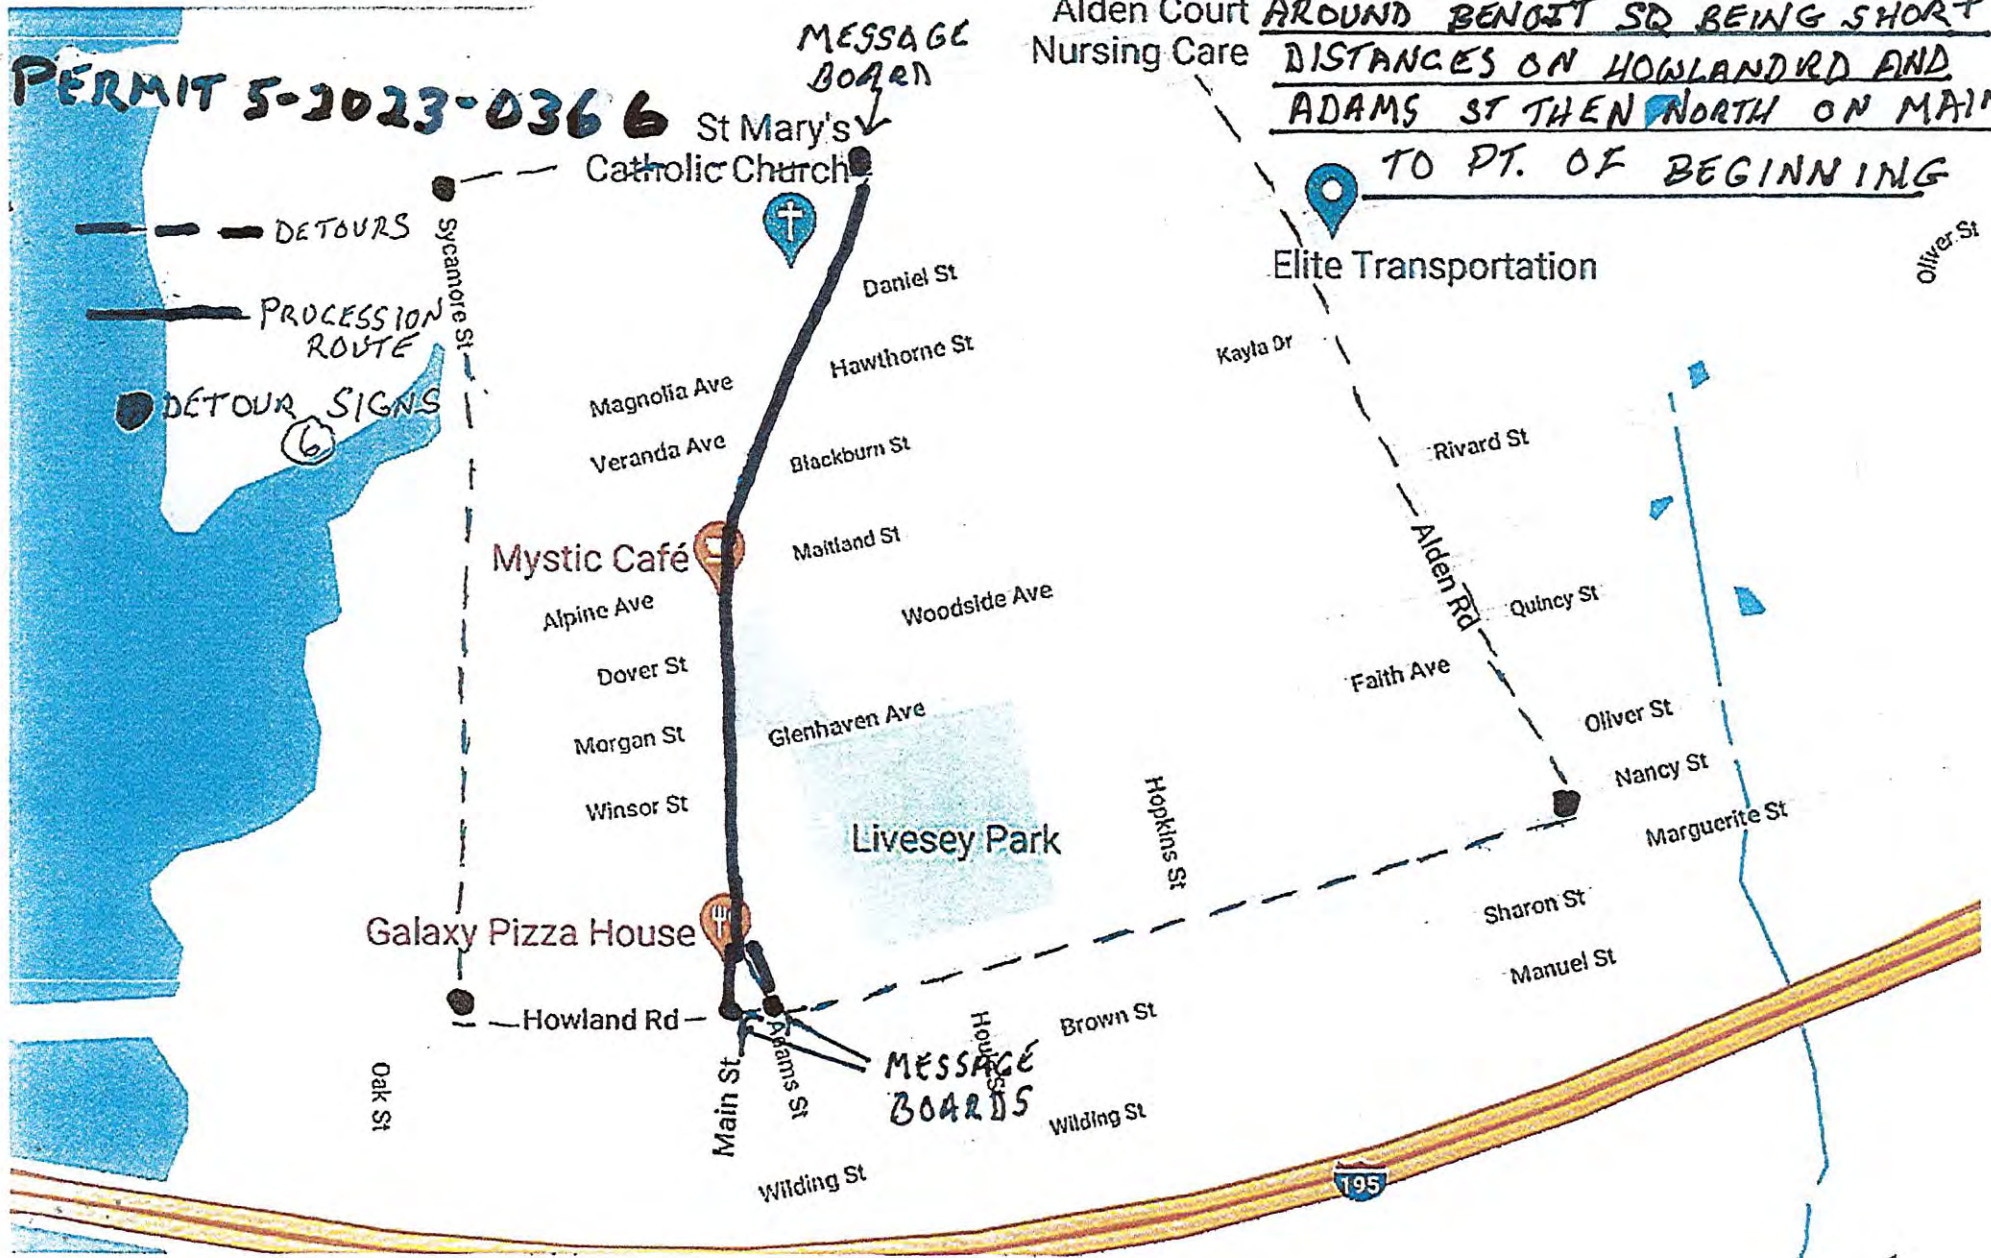 Alden Court
Nursing Care
AROUND BENOIT SQ BEING SHORT
DISTANCES ON HOWLAND RD AND
ADAMS ST THEN NORTH ON MAIN
TO PT. OF BEGINNING
MESSAGE
BOARD
PERMIT 5-2023-0366
St Mary's
Catholic Church
DETOURS
PROCESSION
ROUTE
DETOUR SIGNS
6
Sycamore St
Elite Transportation
Oliver St
Daniel St
Hawthorne St
Kayla Dr
Magnolia Ave
Veranda Ave
Blackburn St
Rivard St
Mystic Café
Maitland St
Alden Rd
Alpine Ave
Woodside Ave
Quincy St
Dover St
Faith Ave
Morgan St
Glenhaven Ave
Oliver St
Nancy St
Winsor St
Livesey Park
Hopkins St
Marguerite St
Galaxy Pizza House
Sharon St
Manuel St
Howland Rd
Brown St
Oak St
Main St
Adams St
MESSAGE
BOARDS
Wilding St
Wilding St
195